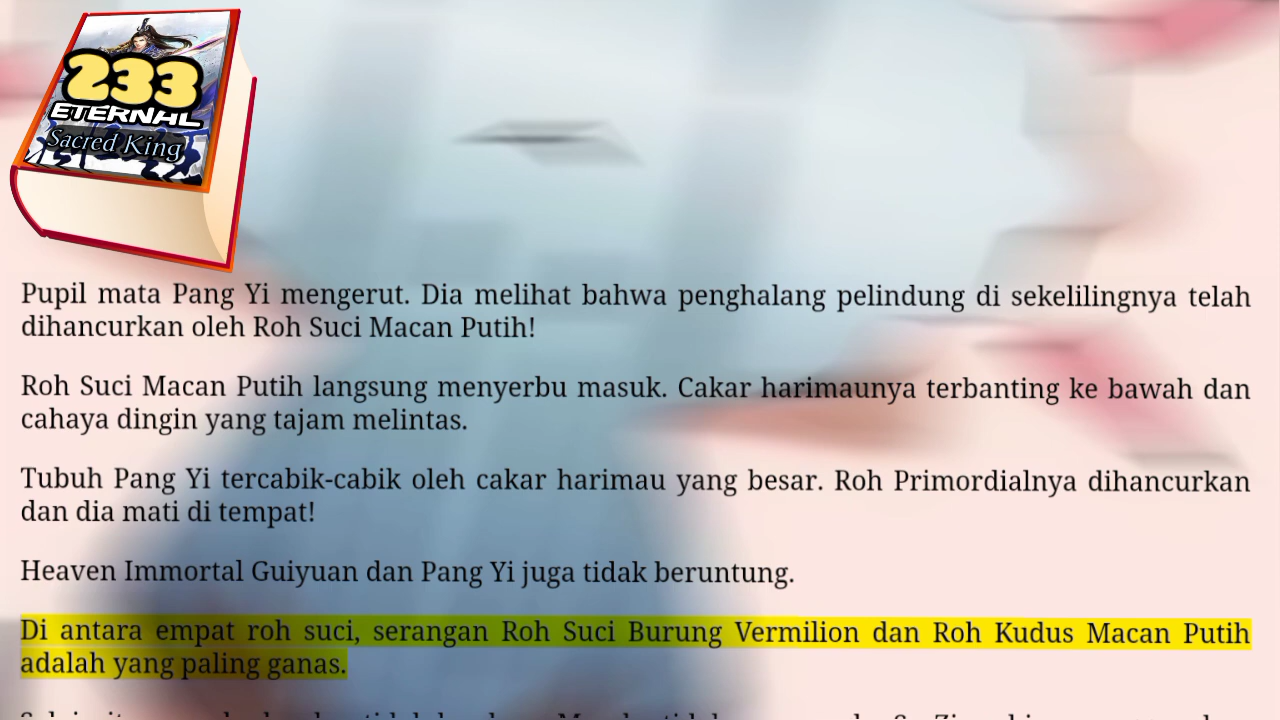 233
ETERNAL
Sacred King
Pupil mata Pang Yi mengerut. Dia melihat bahwa penghalang pelindung di sekelilingnya telah
dihancurkan oleh Roh Suci Macan Putih!
Roh Suci Macan Putih langsung menyerbu masuk. Cakar harimaunya terbanting ke bawah dan
cahaya dingin yang tajam melintas.
Tubuh Pang Yi tercabik-cabik oleh cakar harimau yang besar. Roh Primordialnya dihancurkan
dan dia mati di tempat!
Heaven Immortal Guiyuan dan Pang Yi juga tidak beruntung.
Di antara empat roh suci, serangan Roh Suci Burung Vermilion dan Roh Kudus Macan Putih
adalah yang paling ganas.